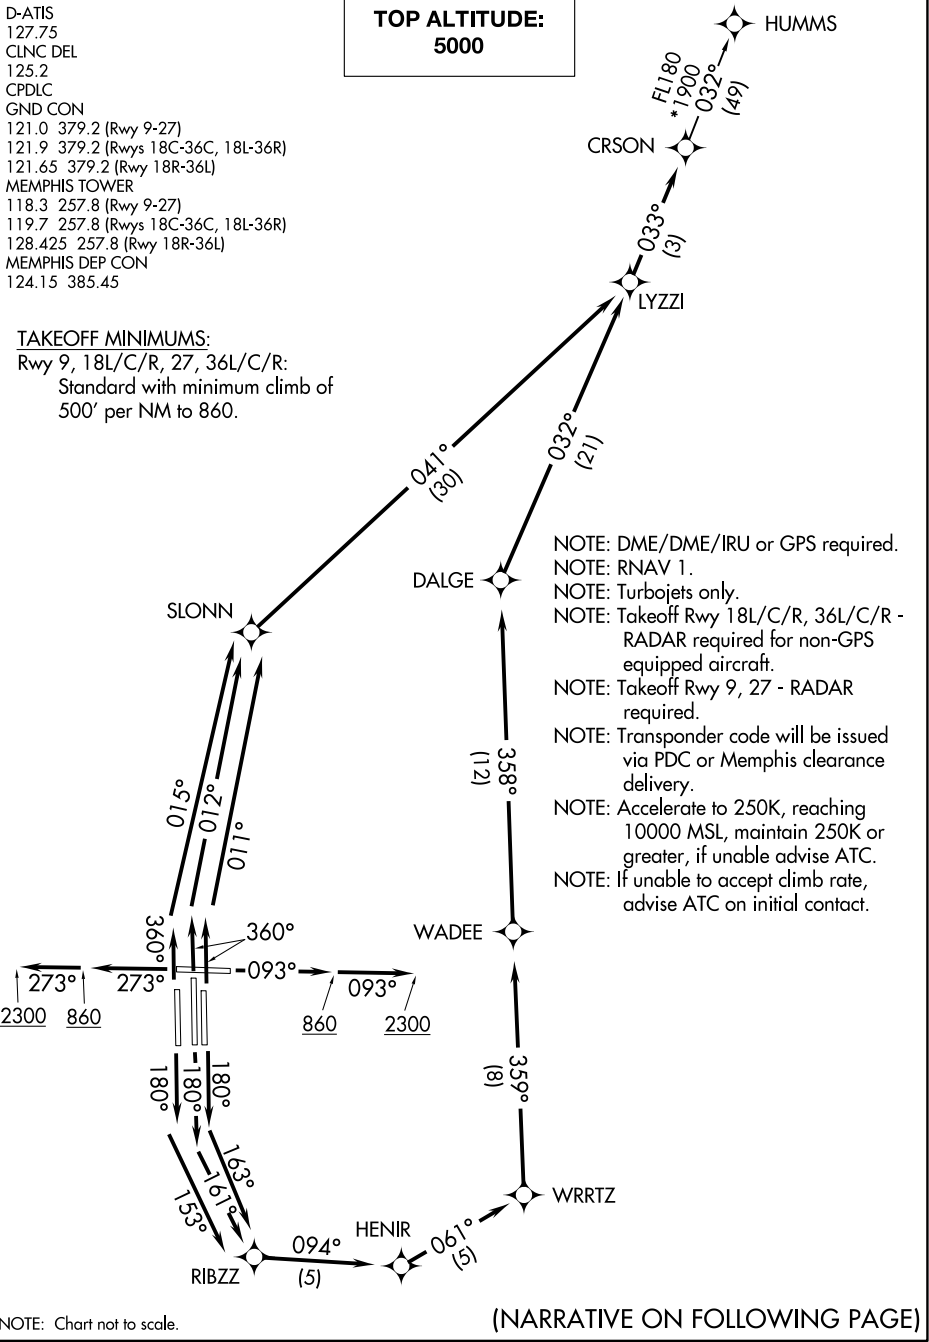 D-ATIS
127.75
CLNC DEL
125.2
CPDLC
GND CON
121.0 379.2 (Rwy 9-27)
121.9 379.2 (Rwys 18C-36C, 18L-36R)
121.65 379.2 (Rwy 18R-36L)
MEMPHIS TOWER
118.3 257.8 (Rwy 9-27)
119.7 257.8 (Rwys 18C-36C, 18L-36R)
128.425 257.8 (Rwy 18R-36L)
MEMPHIS DEP CON
124.15 385.45
TOP ALTITUDE:
5000
HUMMS
FL180
*1900
032°
(49)
CRSON
033°
(3)
LYZZI
TAKEOFF MINIMUMS:
Rwy 9, 18L/C/R, 27, 36L/C/R:
Standard with minimum climb of
500' per NM to 860.
041°
(30)
032°
(21)
DALGE
SLONN
NOTE: DME/DME/IRU or GPS required.
NOTE: RNAV 1.
NOTE: Turbojets only.
NOTE: Takeoff Rwy 18L/C/R, 36L/C/R -
RADAR required for non-GPS
equipped aircraft.
NOTE: Takeoff Rwy 9, 27 - RADAR
required.
NOTE: Transponder code will be issued
via PDC or Memphis clearance
delivery.
NOTE: Accelerate to 250K, reaching
10000 MSL, maintain 250K or
greater, if unable advise ATC.
NOTE: If unable to accept climb rate,
advise ATC on initial contact.
358°
(12)
015°
012°
011°
WADEE
360°
360°
273°
273°
093°
093°
2300
860
860
2300
359°
(8)
180°
180°
180°
163°
161°
153°
WRRTZ
HENIR
061°
(5)
094°
(5)
RIBZZ
NOTE: Chart not to scale.
(NARRATIVE ON FOLLOWING PAGE)